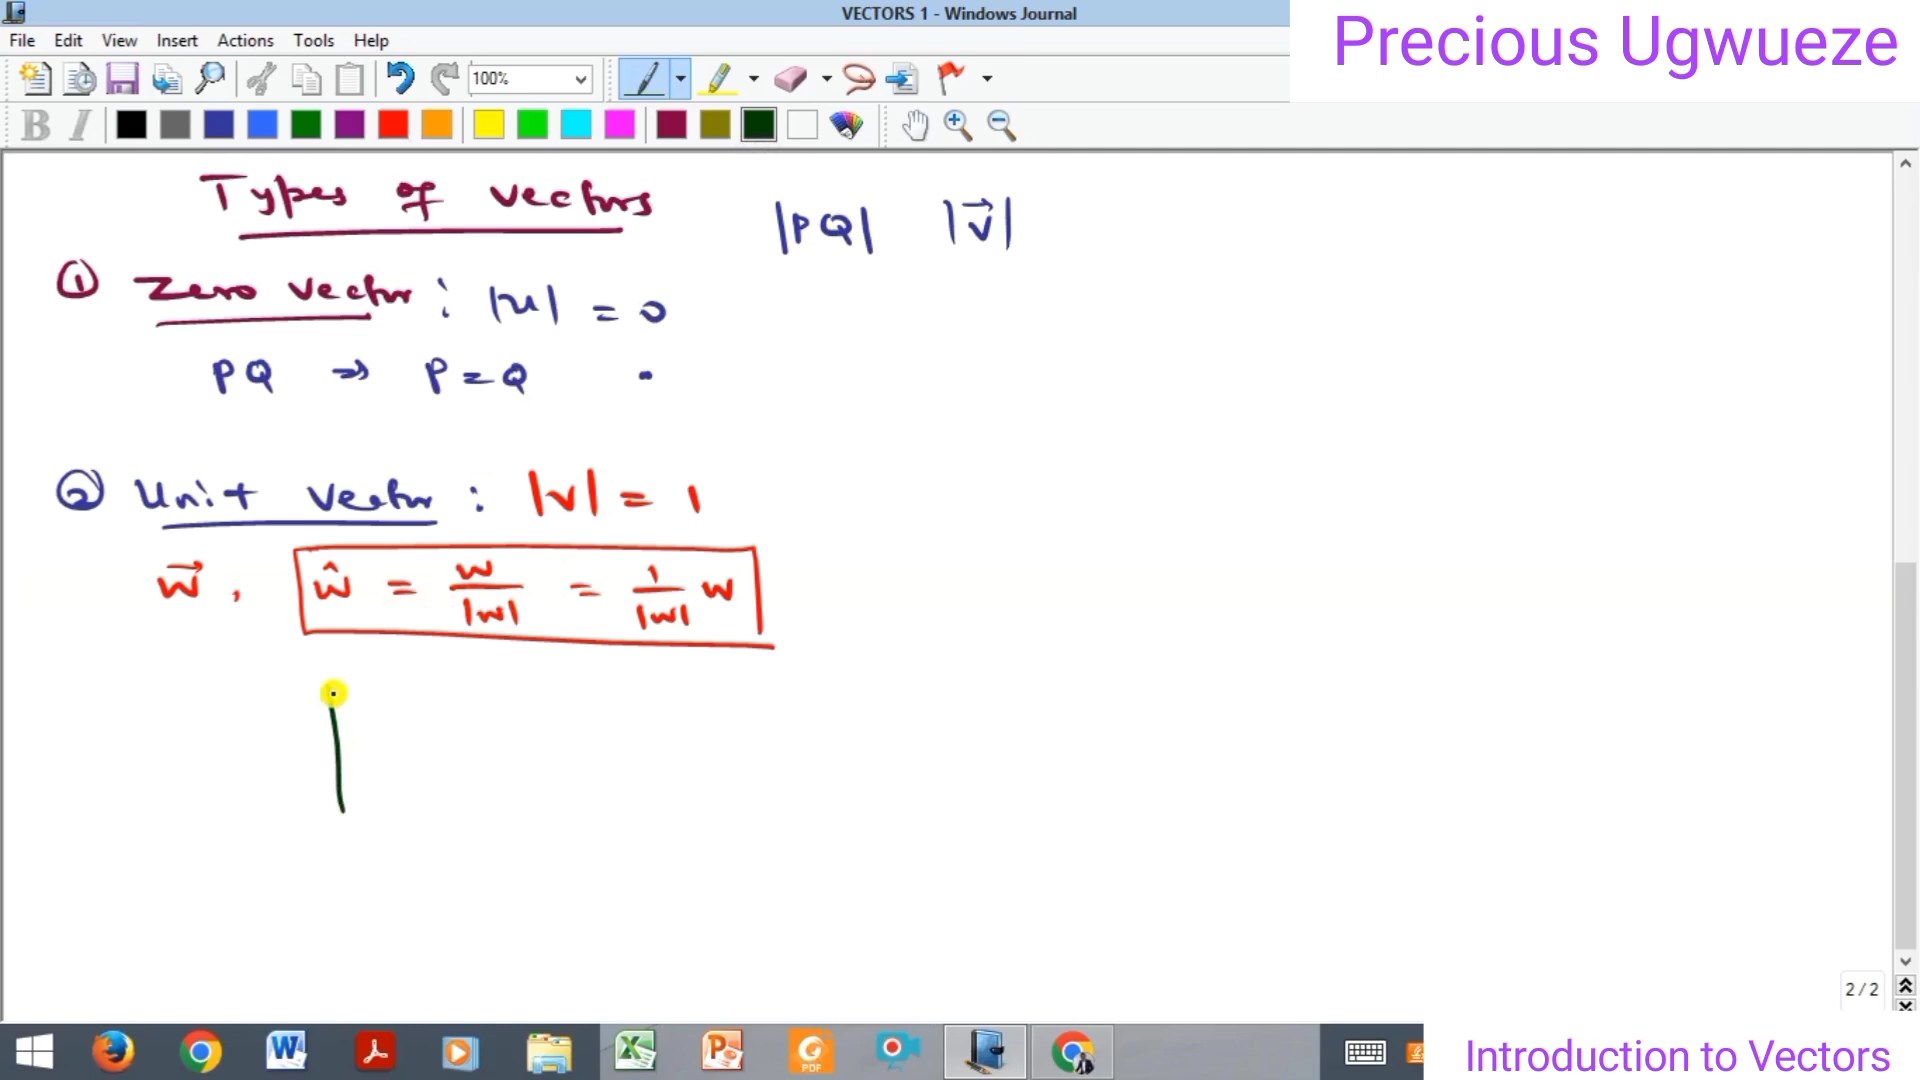 VECTORS 1 - Windows Journal
Precious Ugwueze
File Edit View Insert Actions Tools Help
100%
B I
Types of vectors
|PQ| |v⃗|
① Zero vector : |u| = 0
PQ ⇒ P = Q .
② Unit vector : |v| = 1
w⃗ , ŵ = w/|w| = 1/|w| w
2 / 2
Introduction to Vectors